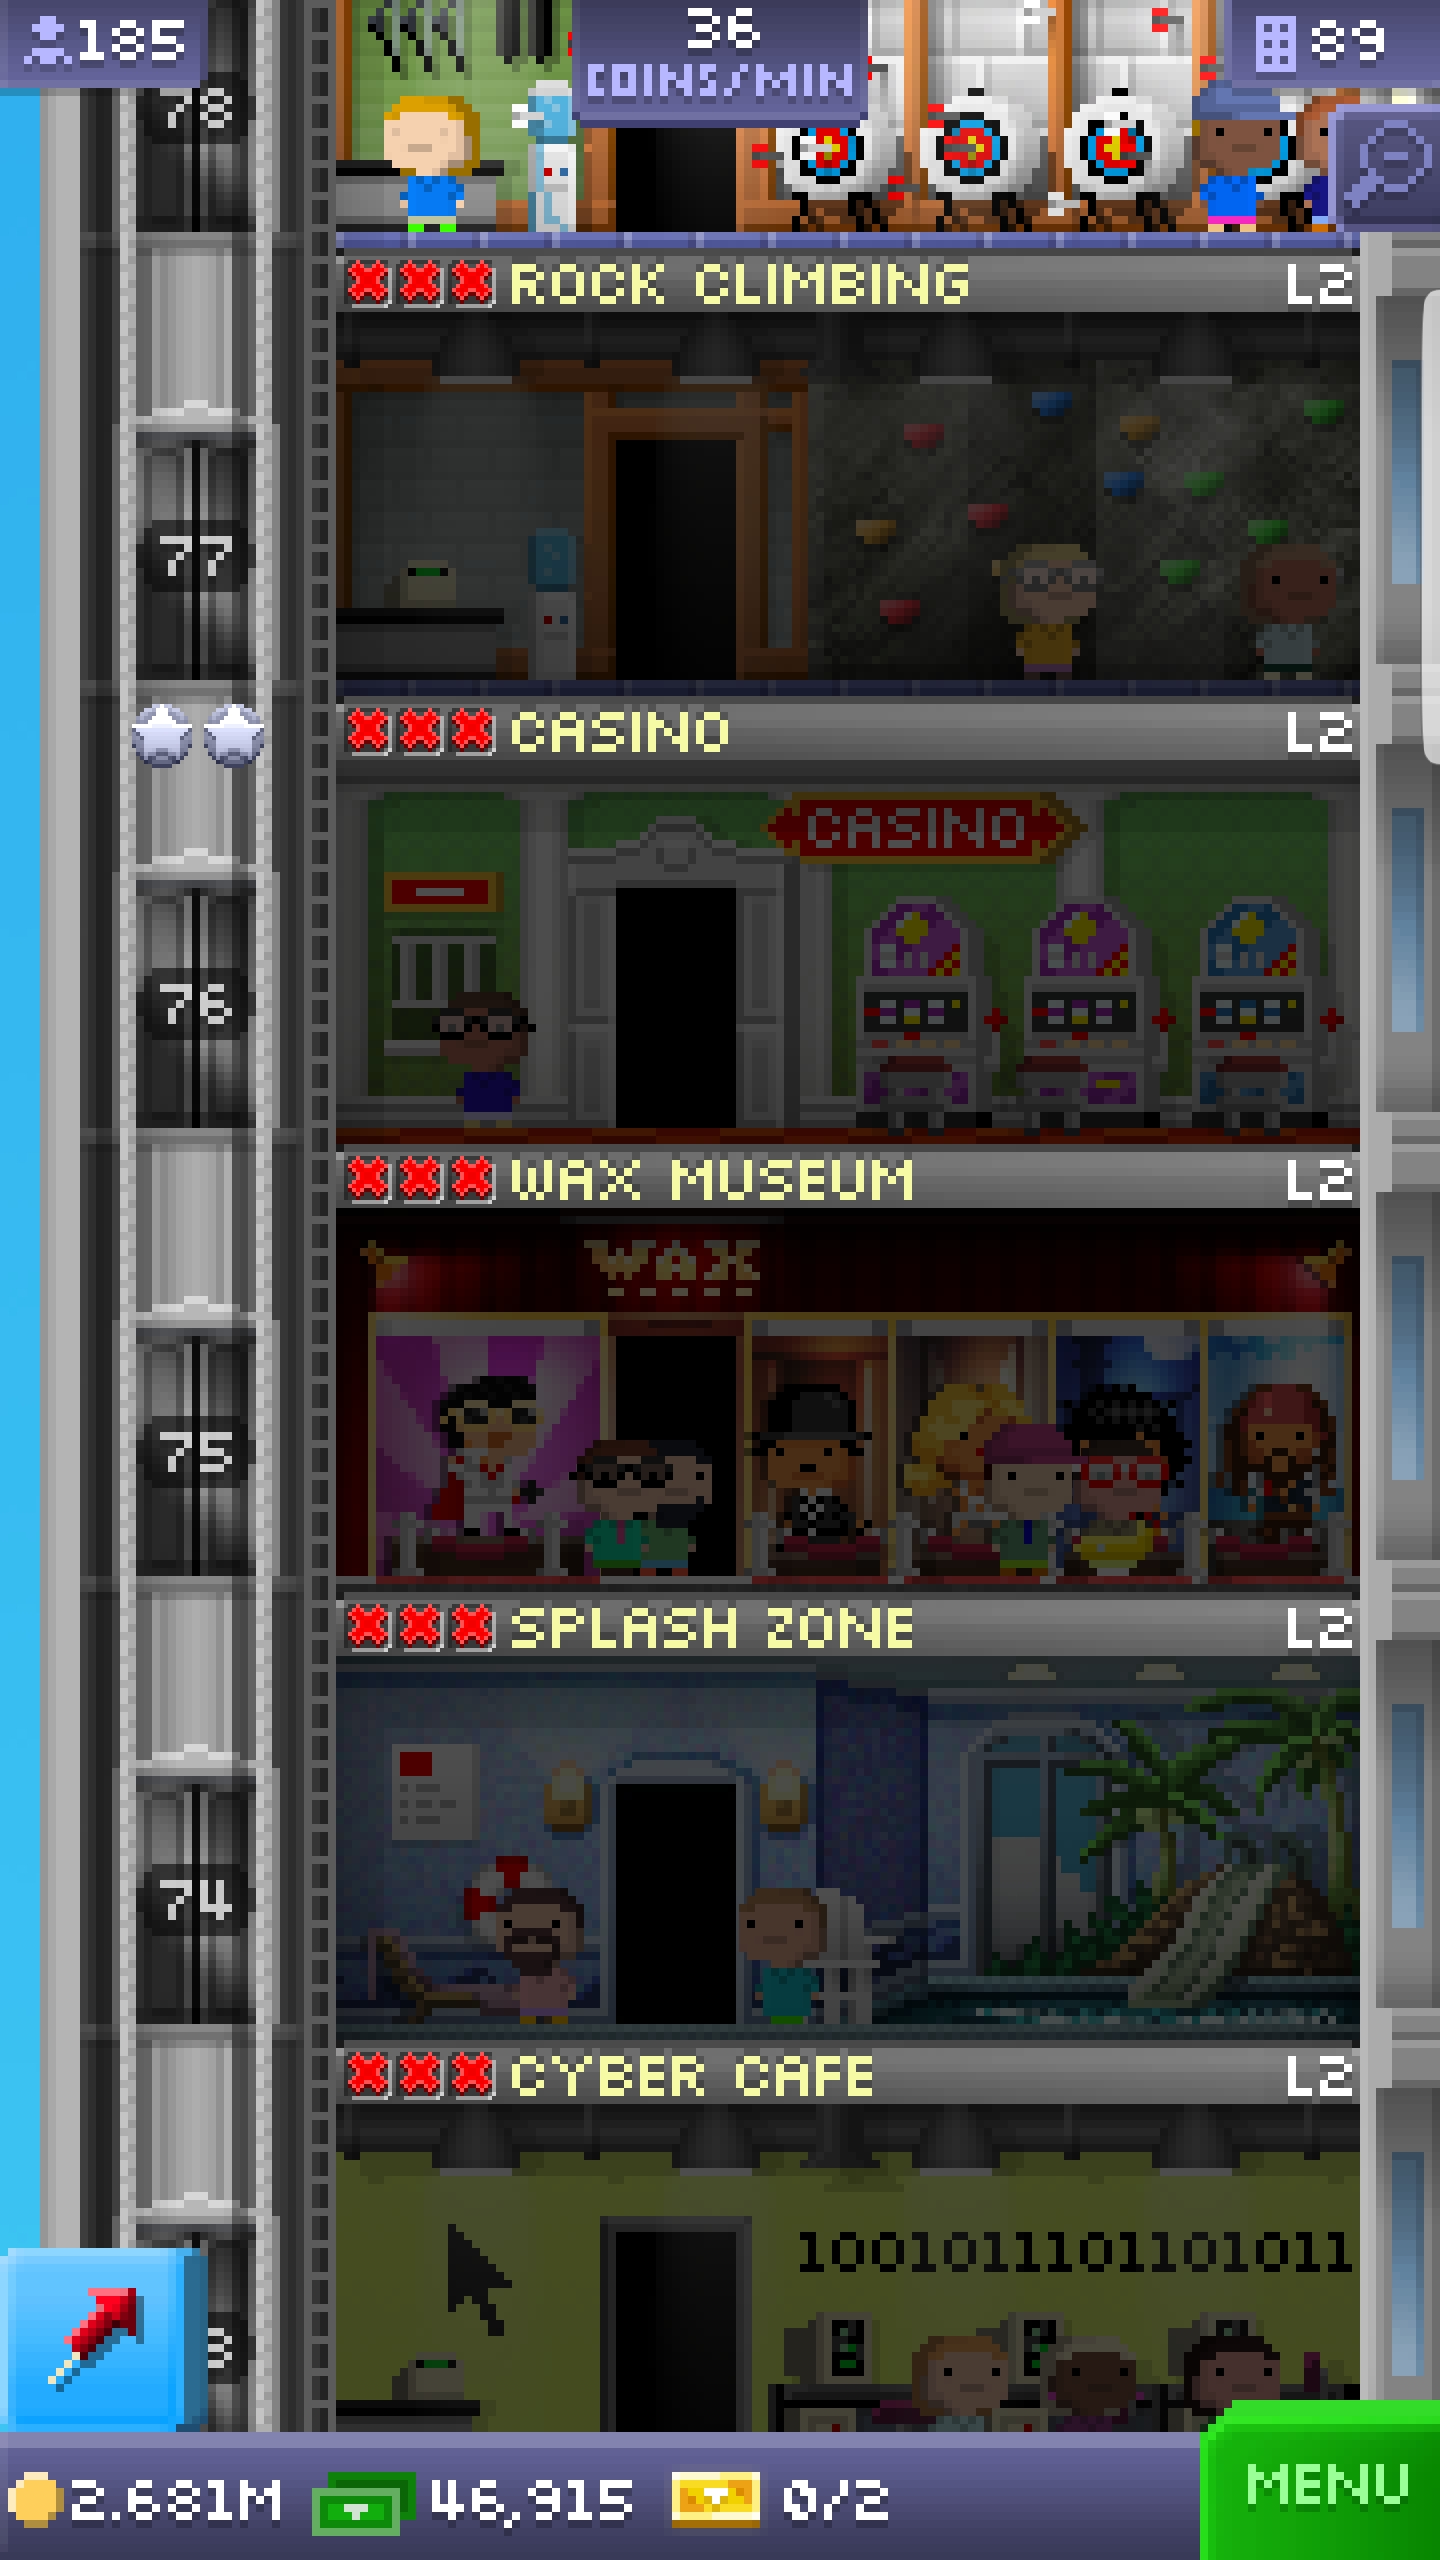 185
36
COINS/MIN
89
78
ROCK CLIMBING L2
77
CASINO L2
CASINO
76
WAX MUSEUM L2
WAX
75
SPLASH ZONE L2
74
CYBER CAFE L2
1001011101101011
3
2.681M 46,915 0/2 MENU